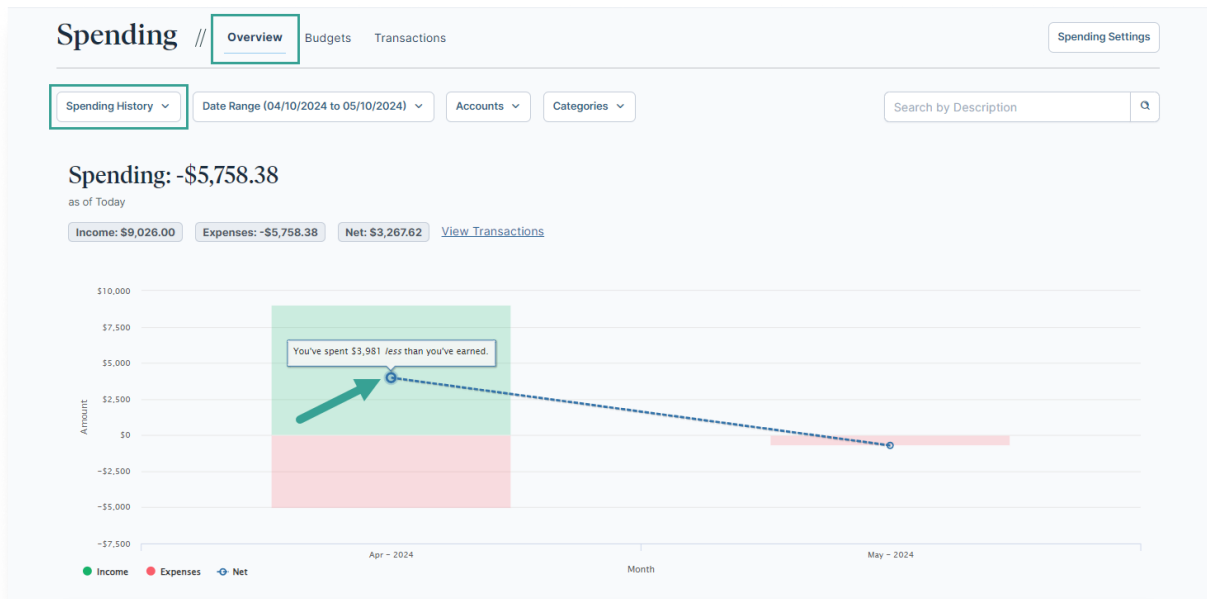 Spending // Overview Budgets Transactions Spending Settings
Spending History Date Range (04/10/2024 to 05/10/2024) Accounts Categories Search by Description
Spending: -$5,758.38
as of Today
Income: $9,026.00 Expenses: -$5,758.38 Net: $3,267.62 View Transactions
$10,000
$7,500
You've spent $3,981 less than you've earned.
$5,000
$2,500
Amount
$0
−$2,500
−$5,000
−$7,500
Apr – 2024 May – 2024
Month
Income Expenses Net